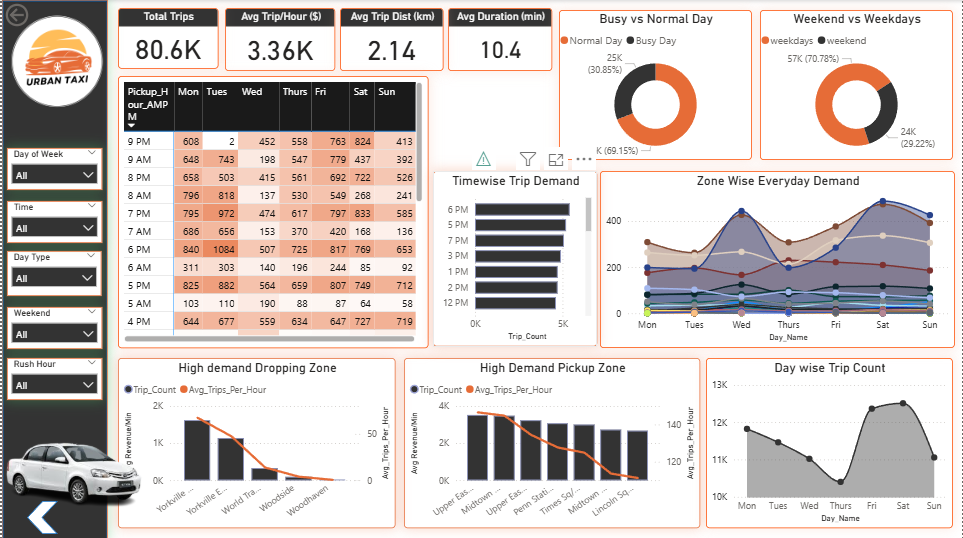 URBAN TAXI
Day of Week
All
Time
All
Day Type
All
Weekend
All
Rush Hour
All
Total Trips
80.6K
Avg Trip/Hour ($)
3.36K
Avg Trip Dist (km)
2.14
Avg Duration (min)
10.4
Pickup_H
our_AMP
M
Mon Tues Wed Thurs Fri Sat Sun
9 PM 608 2 452 558 763 824 413
9 AM 648 743 198 547 779 437 392
8 PM 658 503 415 561 692 722 526
8 AM 796 818 137 530 549 268 241
7 PM 795 972 474 617 797 833 585
7 AM 686 656 153 370 420 168 136
6 PM 840 1084 507 725 817 769 653
6 AM 311 303 140 196 244 85 92
5 PM 825 882 564 659 807 749 712
5 AM 103 110 190 88 87 64 58
4 PM 644 677 559 634 647 727 719
Busy vs Normal Day
Normal Day Busy Day
25K
(30.85%)
K (69.15%)
Weekend vs Weekdays
weekdays weekend
57K (70.78%)
24K
(29.22%)
Timewise Trip Demand
6 PM
5 PM
7 PM
3 PM
1 PM
2 PM
12 PM
0K 5K
Trip_Count
Zone Wise Everyday Demand
400
200
0
Mon Tues Wed Thurs Fri Sat Sun
Day_Name
High demand Dropping Zone
Trip_Count Avg_Trips_Per_Hour
2K
1K
0K
g Revenue/Min
50
0
Avg_Trips_Per_Hour
Yorkville ...
Yorkville E...
World Tra...
Woodside
Woodhaven
High Demand Pickup Zone
Trip_Count Avg_Trips_Per_Hour
4K
2K
0K
Avg Revenue/Min
140
120
Avg_Trips_Per_Hour
Upper Eas...
Midtown ...
Upper Eas...
Penn Stati...
Times Sq/...
Midtown ...
Lincoln Sq...
Day wise Trip Count
13K
12K
11K
10K
Mon Tues Wed Thurs Fri Sat Sun
Day_Name